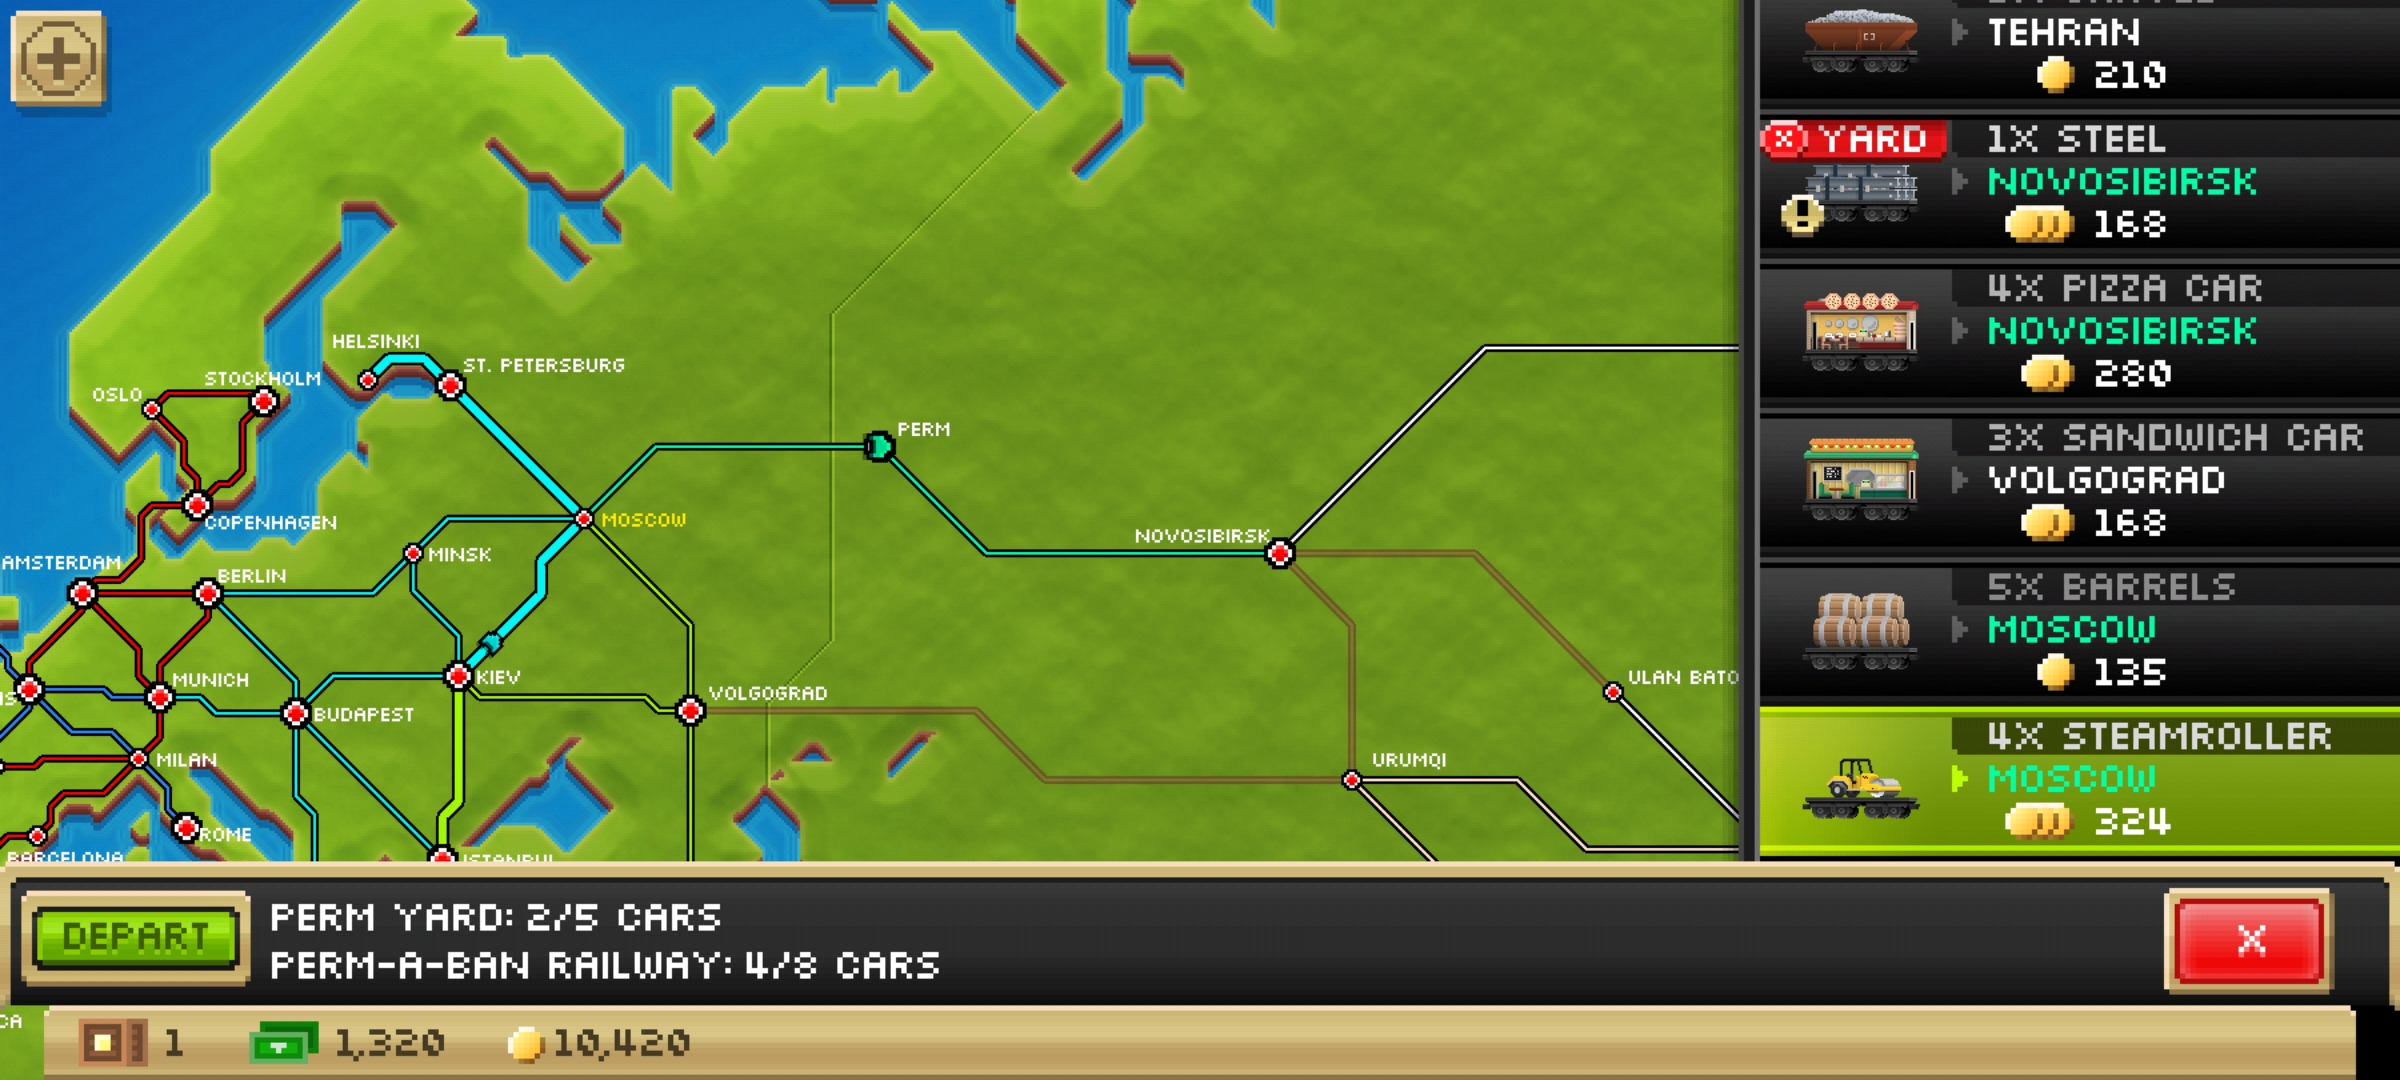 HELSINKI
ST. PETERSBURG
STOCKHOLM
OSLO
COPENHAGEN
PERM
MOSCOW
NOVOSIBIRSK
MINSK
AMSTERDAM
BERLIN
MUNICH
KIEV
ULAN BATO
BUDAPEST
VOLGOGRAD
MILAN
URUMQI
ROME
BARCELONA
ISTANBUL
TEHRAN
210
YARD
1X STEEL
NOVOSIBIRSK
168
4X PIZZA CAR
NOVOSIBIRSK
280
3X SANDWICH CAR
VOLGOGRAD
168
5X BARRELS
MOSCOW
135
4X STEAMROLLER
MOSCOW
324
DEPART
PERM YARD: 2/5 CARS
PERM-A-BAN RAILWAY: 4/8 CARS
X
CA
1
1,320
10,420